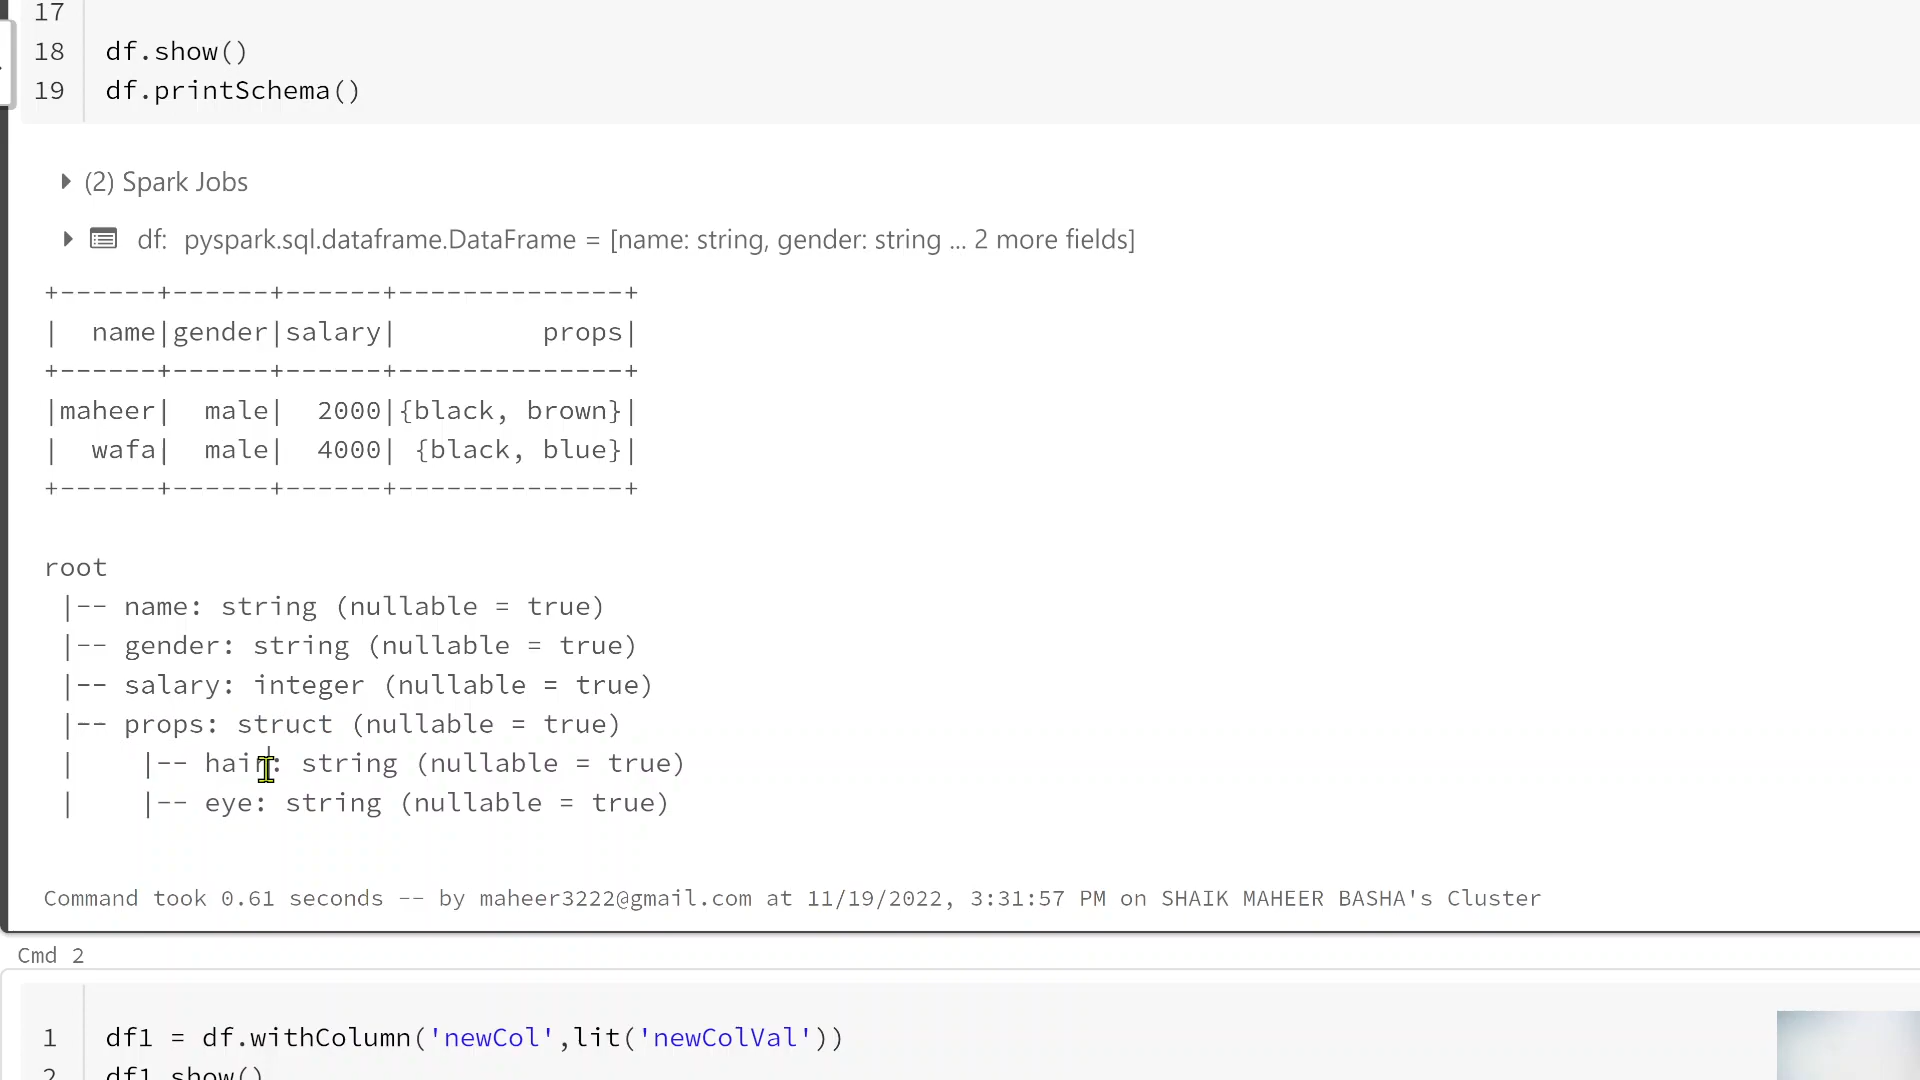 17
18 df.show()
19 df.printSchema()
(2) Spark Jobs
df: pyspark.sql.dataframe.DataFrame = [name: string, gender: string ... 2 more fields]
+------+------+------+--------------+
|  name|gender|salary|         props|
+------+------+------+--------------+
|maheer|  male|  2000|{black, brown}|
|  wafa|  male|  4000| {black, blue}|
+------+------+------+--------------+
root
 |-- name: string (nullable = true)
 |-- gender: string (nullable = true)
 |-- salary: integer (nullable = true)
 |-- props: struct (nullable = true)
 |    |-- hair: string (nullable = true)
 |    |-- eye: string (nullable = true)
Command took 0.61 seconds -- by maheer3222@gmail.com at 11/19/2022, 3:31:57 PM on SHAIK MAHEER BASHA's Cluster
Cmd 2
1 df1 = df.withColumn('newCol',lit('newColVal'))
2 df1.show()